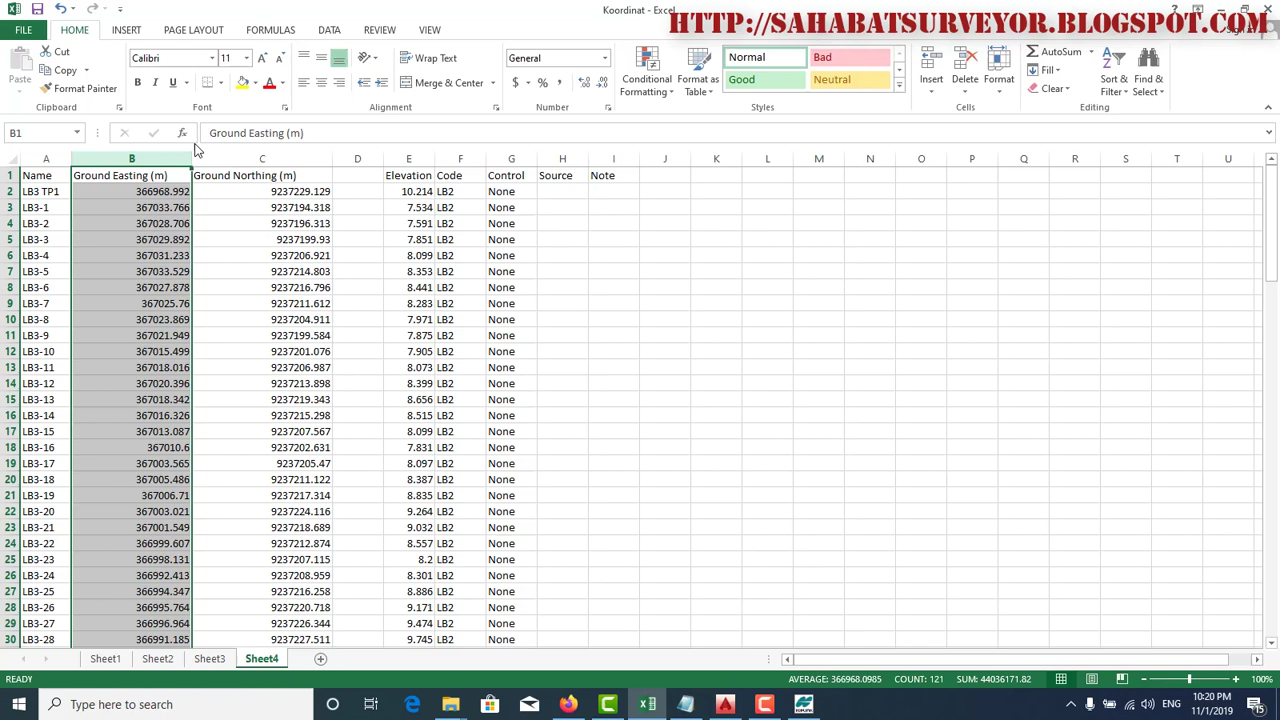 Koordinat - Excel
HTTP://SAHABATSURVEYOR.BLOGSPOT.COM
FILE HOME INSERT PAGE LAYOUT FORMULAS DATA REVIEW VIEW
Paste Cut Copy Format Painter Clipboard
Calibri 11 B I U Font
Wrap Text Merge & Center Alignment
General $ % Number
Conditional Formatting Format as Table Normal Bad Good Neutral Styles
Insert Delete Format Cells
AutoSum Fill Clear Sort & Filter Find & Select Editing
B1 fx Ground Easting (m)
A B C D E F G H I J K L M N O P Q R S T U
1 Name Ground Easting (m) Ground Northing (m) Elevation Code Control Source Note
2 LB3 TP1 366968.992 9237229.129 10.214 LB2 None
3 LB3-1 367033.766 9237194.318 7.534 LB2 None
4 LB3-2 367028.706 9237196.313 7.591 LB2 None
5 LB3-3 367029.892 9237199.93 7.851 LB2 None
6 LB3-4 367031.233 9237206.921 8.099 LB2 None
7 LB3-5 367033.529 9237214.803 8.353 LB2 None
8 LB3-6 367027.878 9237216.796 8.441 LB2 None
9 LB3-7 367025.76 9237211.612 8.283 LB2 None
10 LB3-8 367023.869 9237204.911 7.971 LB2 None
11 LB3-9 367021.949 9237199.584 7.875 LB2 None
12 LB3-10 367015.499 9237201.076 7.905 LB2 None
13 LB3-11 367018.016 9237206.987 8.073 LB2 None
14 LB3-12 367020.396 9237213.898 8.399 LB2 None
15 LB3-13 367018.342 9237219.343 8.656 LB2 None
16 LB3-14 367016.326 9237215.298 8.515 LB2 None
17 LB3-15 367013.087 9237207.567 8.099 LB2 None
18 LB3-16 367010.6 9237202.631 7.831 LB2 None
19 LB3-17 367003.565 9237205.47 8.097 LB2 None
20 LB3-18 367005.486 9237211.122 8.387 LB2 None
21 LB3-19 367006.71 9237217.314 8.835 LB2 None
22 LB3-20 367003.021 9237224.116 9.264 LB2 None
23 LB3-21 367001.549 9237218.689 9.032 LB2 None
24 LB3-22 366999.607 9237212.874 8.557 LB2 None
25 LB3-23 366998.131 9237207.115 8.2 LB2 None
26 LB3-24 366992.413 9237208.959 8.301 LB2 None
27 LB3-25 366994.347 9237216.258 8.886 LB2 None
28 LB3-26 366995.764 9237220.718 9.171 LB2 None
29 LB3-27 366996.964 9237226.344 9.474 LB2 None
30 LB3-28 366991.185 9237227.511 9.745 LB2 None
Sheet1 Sheet2 Sheet3 Sheet4
READY AVERAGE: 366968.0985 COUNT: 121 SUM: 44036171.82 100%
Type here to search ENG 10:20 PM 11/1/2019 15